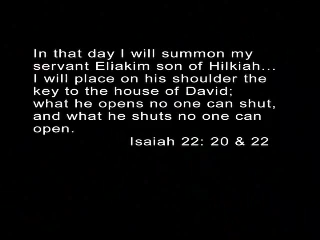 In that day I will summon my
servant Eliakim son of Hilkiah...
I will place on his shoulder the
key to the house of David;
what he opens no one can shut,
and what he shuts no one can
open.
Isaiah 22: 20 & 22